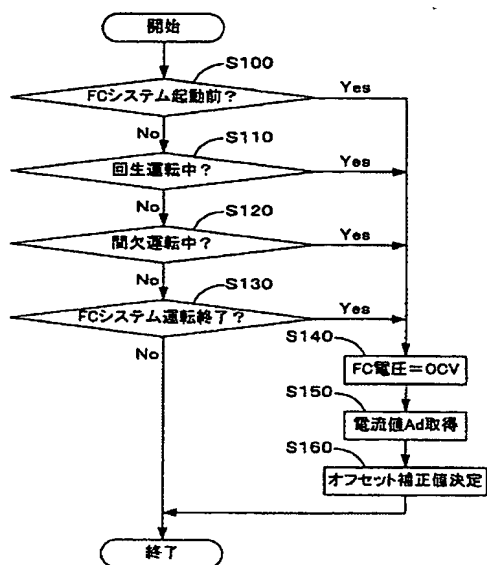 開始
S100
FCシステム起動前？
Yes
No
S110
回生運転中？
Yes
No
S120
間欠運転中？
Yes
No
S130
FCシステム運転終了？
Yes
No
S140
FC電圧＝OCV
S150
電流値Ad取得
S160
オフセット補正値決定
終了